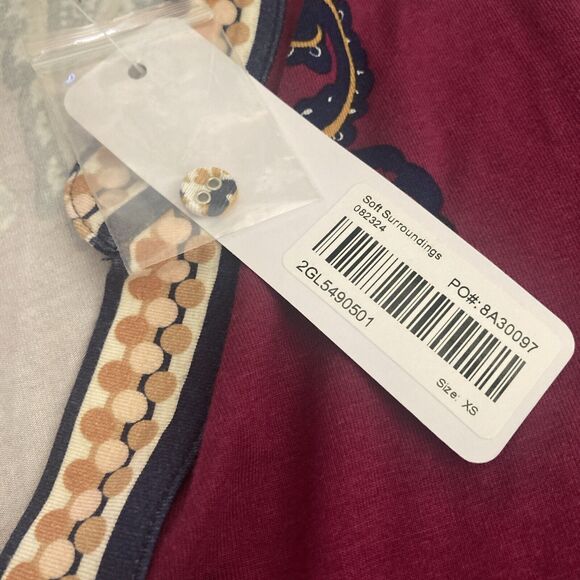 Soft Surroundings
082324
PO#: 8A30097
2GL5490501
Size: XS